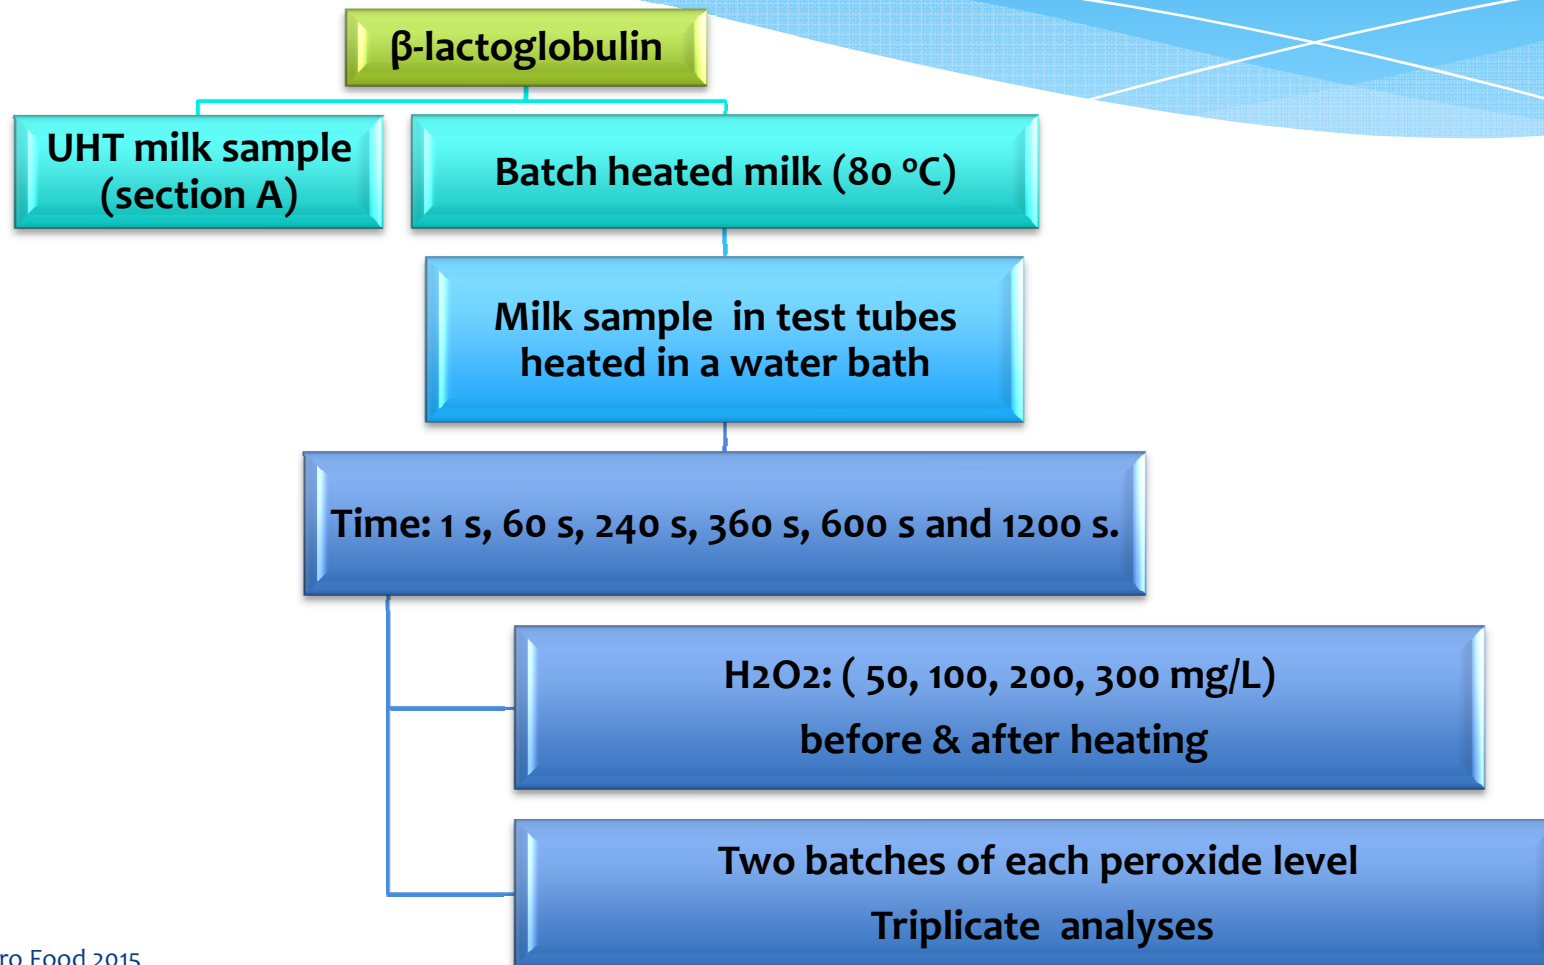 β-lactoglobulin
UHT milk sample
(section A)
Batch heated milk (80 ºC)
Milk sample in test tubes
heated in a water bath
Time: 1 s, 60 s, 240 s, 360 s, 600 s and 1200 s.
H2O2: ( 50, 100, 200, 300 mg/L)
before & after heating
Two batches of each peroxide level
Triplicate analyses
ro Food 2015